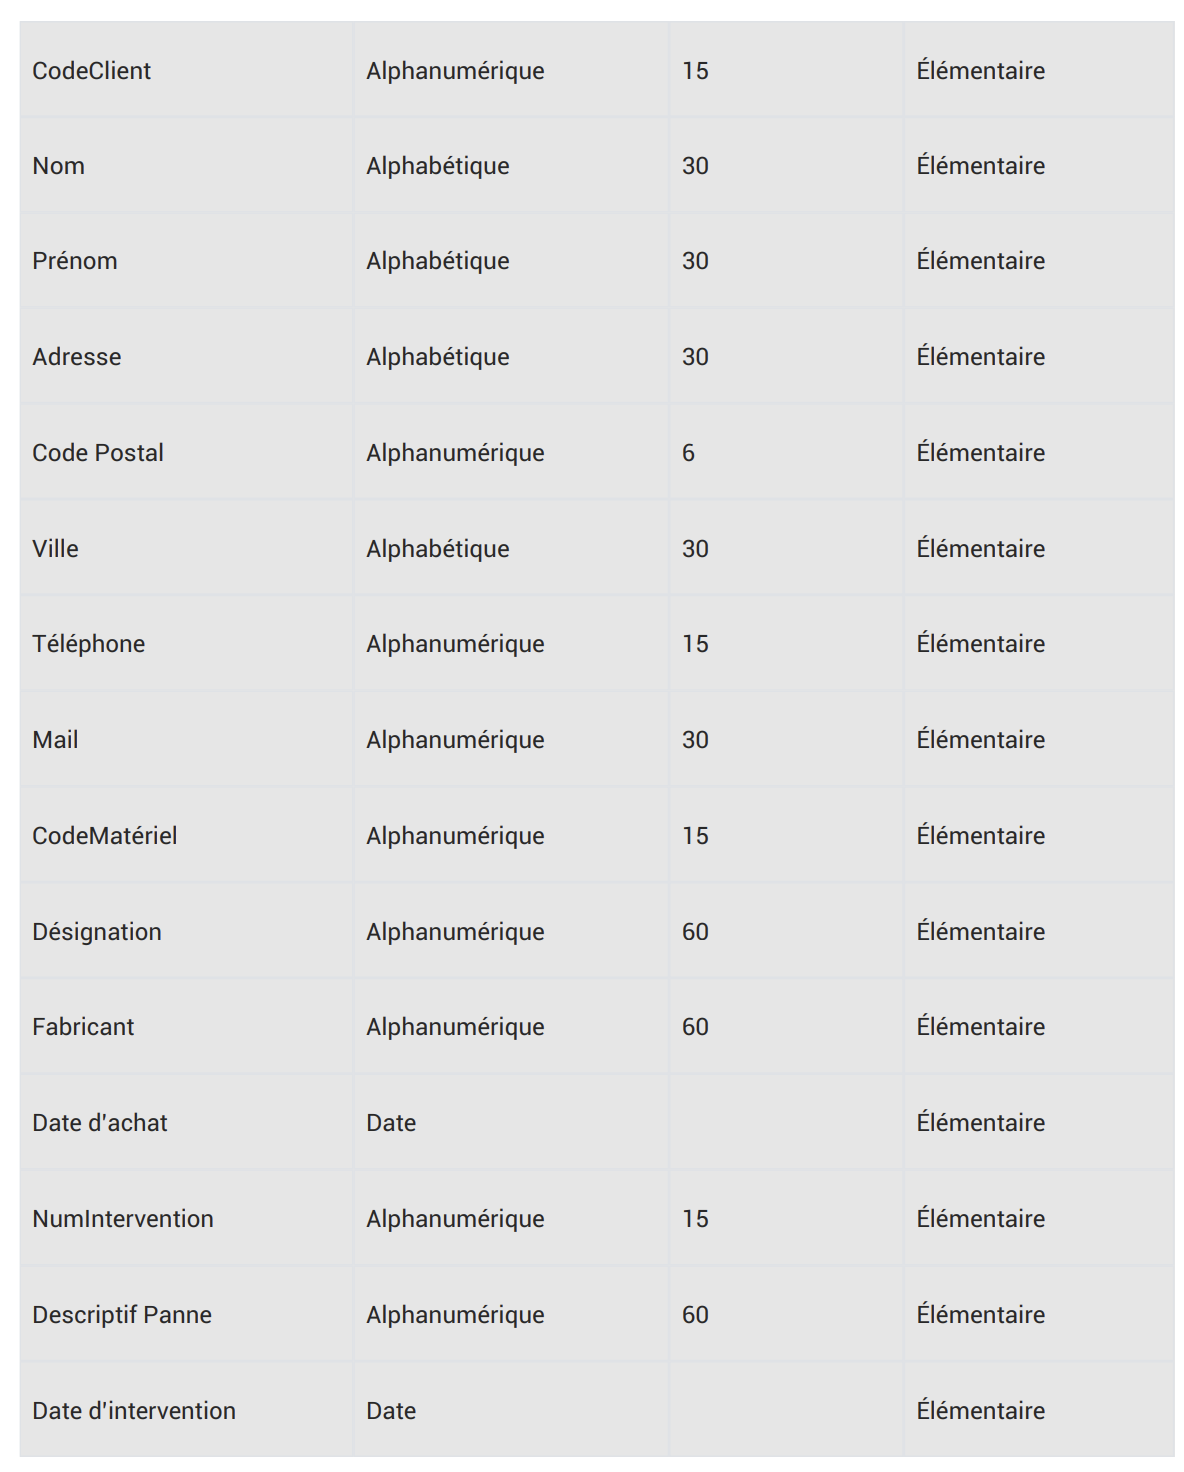 CodeClient Alphanumérique 15 Élémentaire
Nom Alphabétique 30 Élémentaire
Prénom Alphabétique 30 Élémentaire
Adresse Alphabétique 30 Élémentaire
Code Postal Alphanumérique 6 Élémentaire
Ville Alphabétique 30 Élémentaire
Téléphone Alphanumérique 15 Élémentaire
Mail Alphanumérique 30 Élémentaire
CodeMatériel Alphanumérique 15 Élémentaire
Désignation Alphanumérique 60 Élémentaire
Fabricant Alphanumérique 60 Élémentaire
Date d'achat Date Élémentaire
NumIntervention Alphanumérique 15 Élémentaire
Descriptif Panne Alphanumérique 60 Élémentaire
Date d'intervention Date Élémentaire